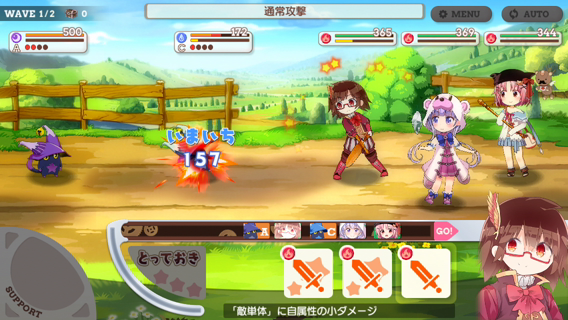 WAVE 1/2
0
通常攻撃
MENU
AUTO
500
A
172
C
365
369
344
いまいち
157
A
C
GO!
とっておき
SUPPORT
「敵単体」に自属性の小ダメージ